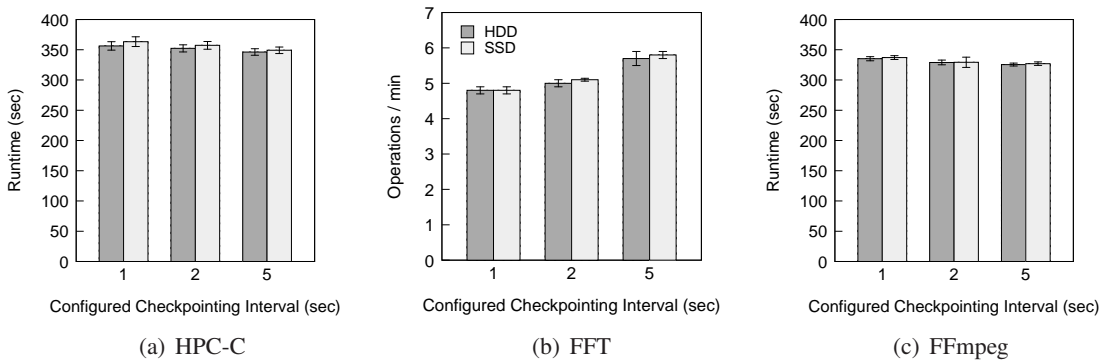 400
350
300
250
200
150
100
50
0
Runtime (sec)
1 2 5
Configured Checkpointing Interval (sec)
(a) HPC-C
7
6
5
4
3
2
1
0
Operations / min
HDD
SSD
1 2 5
Configured Checkpointing Interval (sec)
(b) FFT
400
350
300
250
200
150
100
50
0
Runtime (sec)
1 2 5
Configured Checkpointing Interval (sec)
(c) FFmpeg